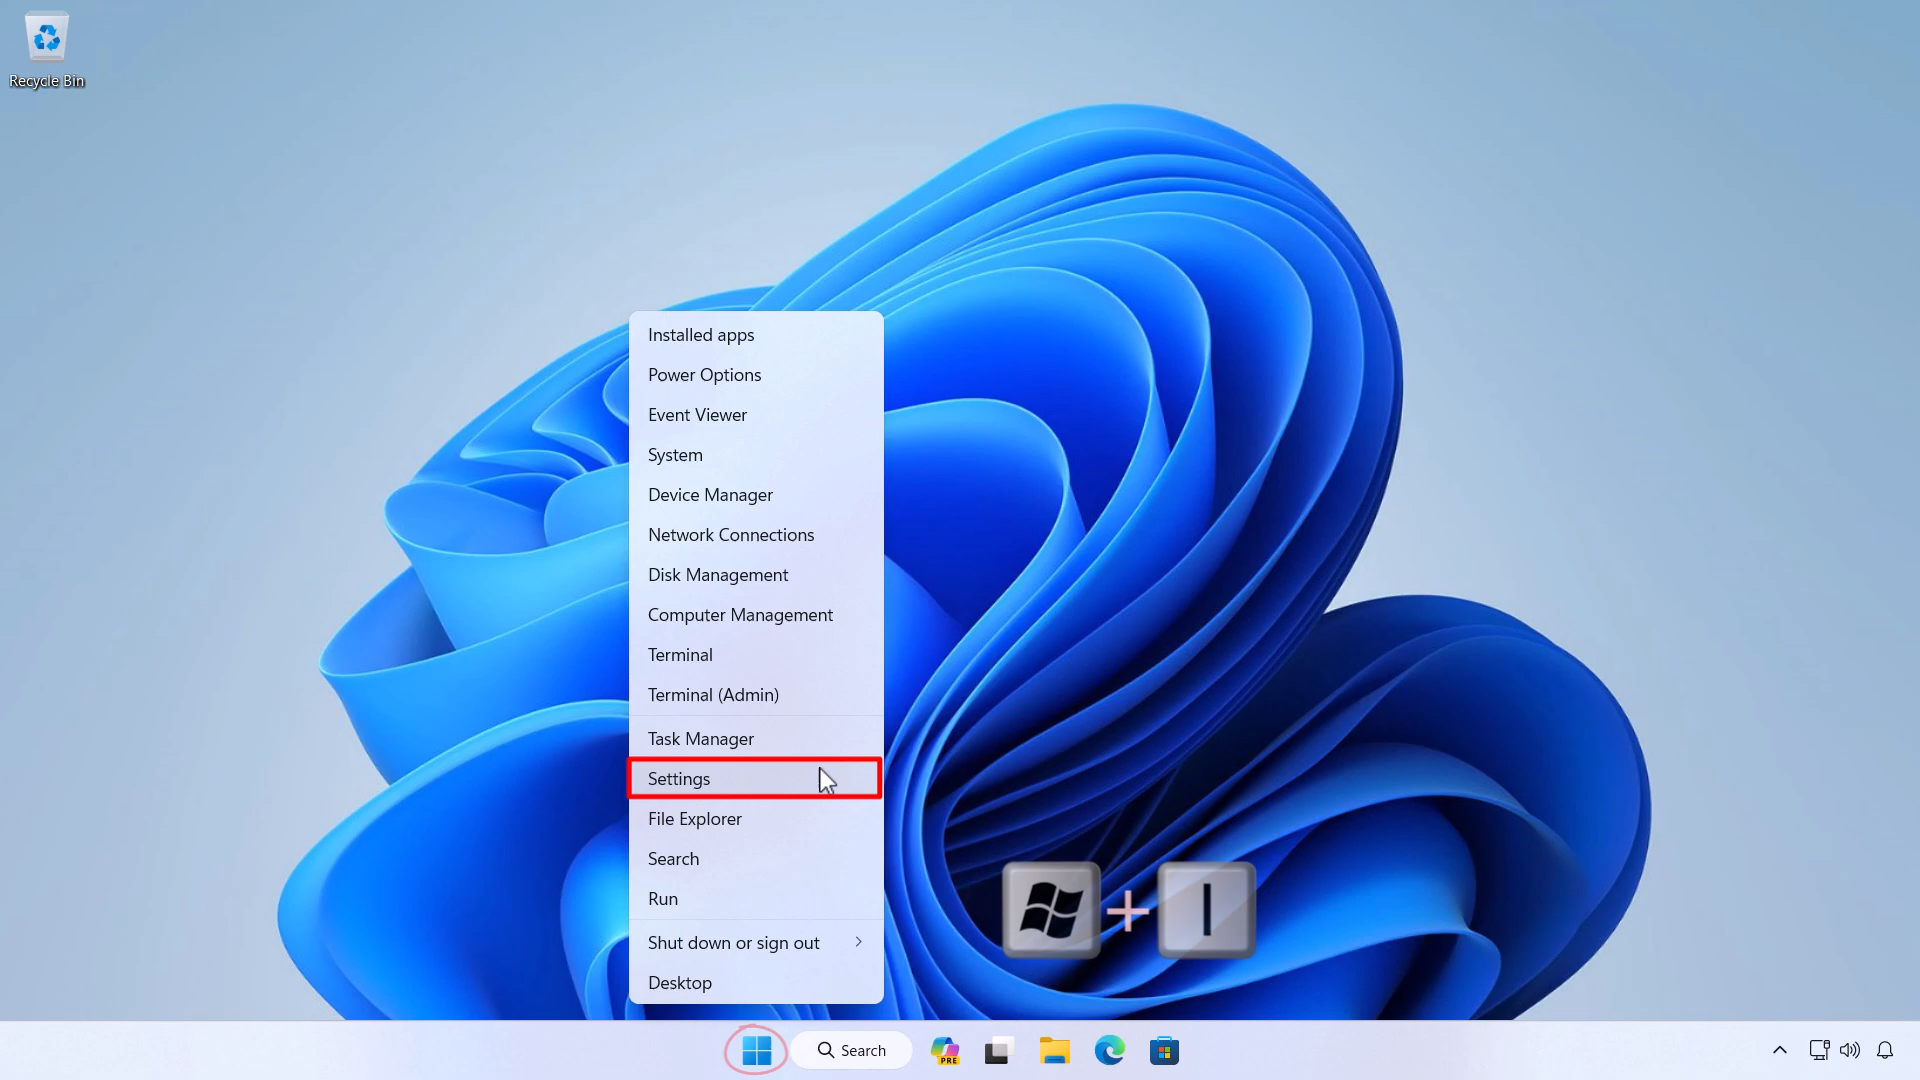 Recycle Bin
Installed apps
Power Options
Event Viewer
System
Device Manager
Network Connections
Disk Management
Computer Management
Terminal
Terminal (Admin)
Task Manager
Settings
File Explorer
Search
Run
Shut down or sign out
Desktop
+ I
Search
PRE